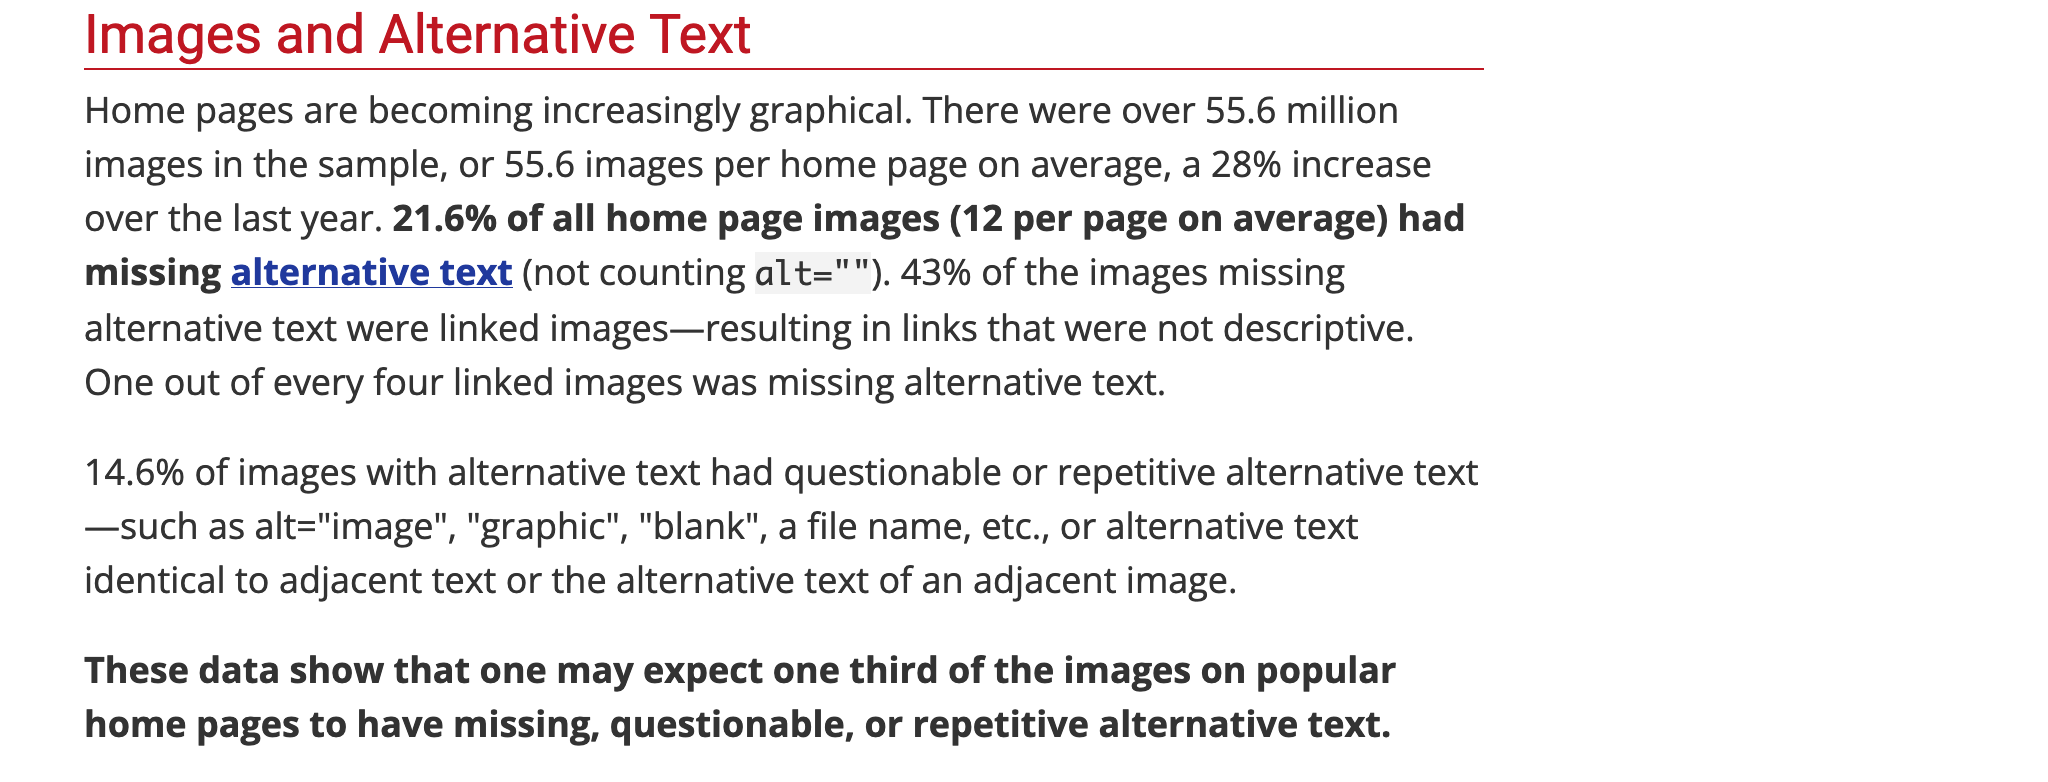 Images and Alternative Text
Home pages are becoming increasingly graphical. There were over 55.6 million
images in the sample, or 55.6 images per home page on average, a 28% increase
over the last year. 21.6% of all home page images (12 per page on average) had
missing alternative text (not counting alt=""). 43% of the images missing
alternative text were linked images—resulting in links that were not descriptive.
One out of every four linked images was missing alternative text.
14.6% of images with alternative text had questionable or repetitive alternative text
—such as alt="image", "graphic", "blank", a file name, etc., or alternative text
identical to adjacent text or the alternative text of an adjacent image.
These data show that one may expect one third of the images on popular
home pages to have missing, questionable, or repetitive alternative text.